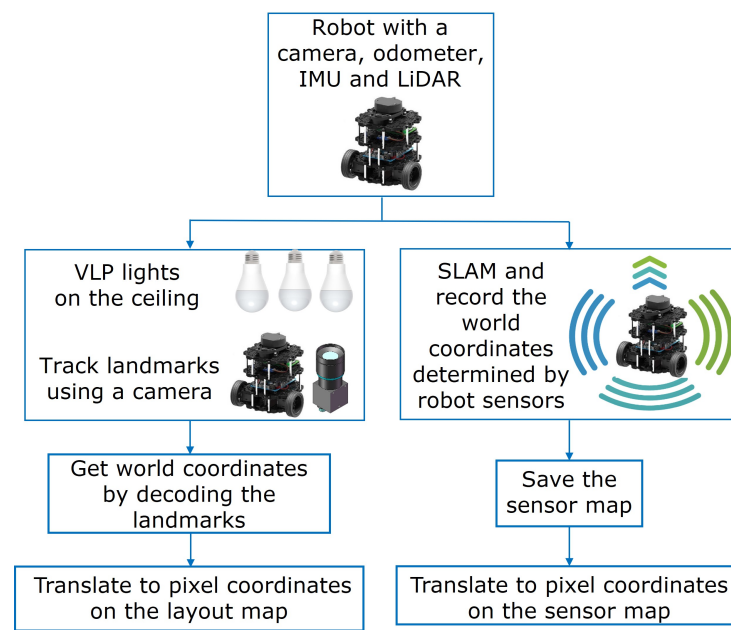 Robot with a
camera, odometer,
IMU and LiDAR
VLP lights
on the ceiling
Track landmarks
using a camera
SLAM and
record the
world
coordinates
determined by
robot sensors
Get world coordinates
by decoding the
landmarks
Save the
sensor map
Translate to pixel coordinates
on the layout map
Translate to pixel coordinates
on the sensor map